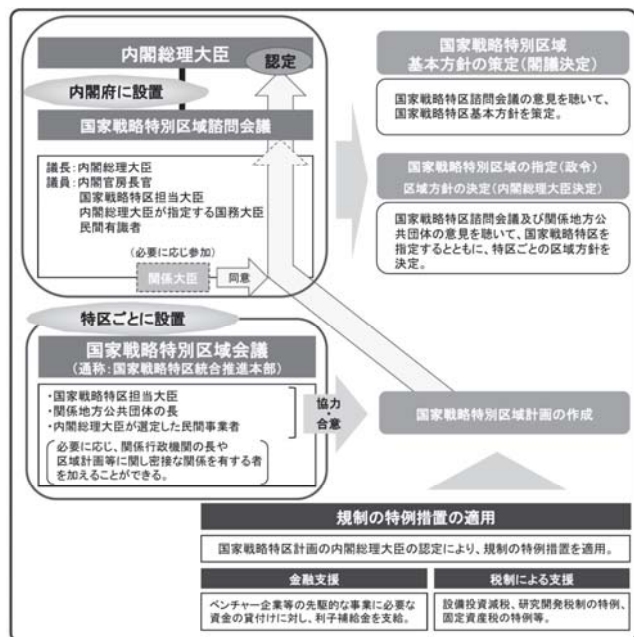 内閣総理大臣
認定
内閣府に設置
国家戦略特別区域諮問会議
議長：内閣総理大臣
議員：内閣官房長官
国家戦略特区担当大臣
内閣総理大臣が指定する国務大臣
民間有識者
（必要に応じ参加）
関係大臣
同意
国家戦略特別区域
基本方針の策定（閣議決定）
国家戦略特区諮問会議の意見を聴いて、
国家戦略特区基本方針を策定。
国家戦略特別区域の指定（政令）
区域方針の決定（内閣総理大臣決定）
国家戦略特区諮問会議及び関係地方公
共団体の意見を聴いて、国家戦略特区を
指定するとともに、特区ごとの区域方針を
決定。
特区ごとに設置
国家戦略特別区域会議
（通称：国家戦略特区統合推進本部）
・国家戦略特区担当大臣
・関係地方公共団体の長
・内閣総理大臣が選定した民間事業者
必要に応じ、関係行政機関の長や
区域計画等に関し密接な関係を有する者
を加えることができる。
協力
・
合意
国家戦略特別区域計画の作成
規制の特例措置の適用
国家戦略特区計画の内閣総理大臣の認定により、規制の特例措置を適用。
金融支援
ベンチャー企業等の先駆的な事業に必要な
資金の貸付けに対し、利子補給金を支給。
税制による支援
設備投資減税、研究開発税制の特例、
固定資産税の特例等。